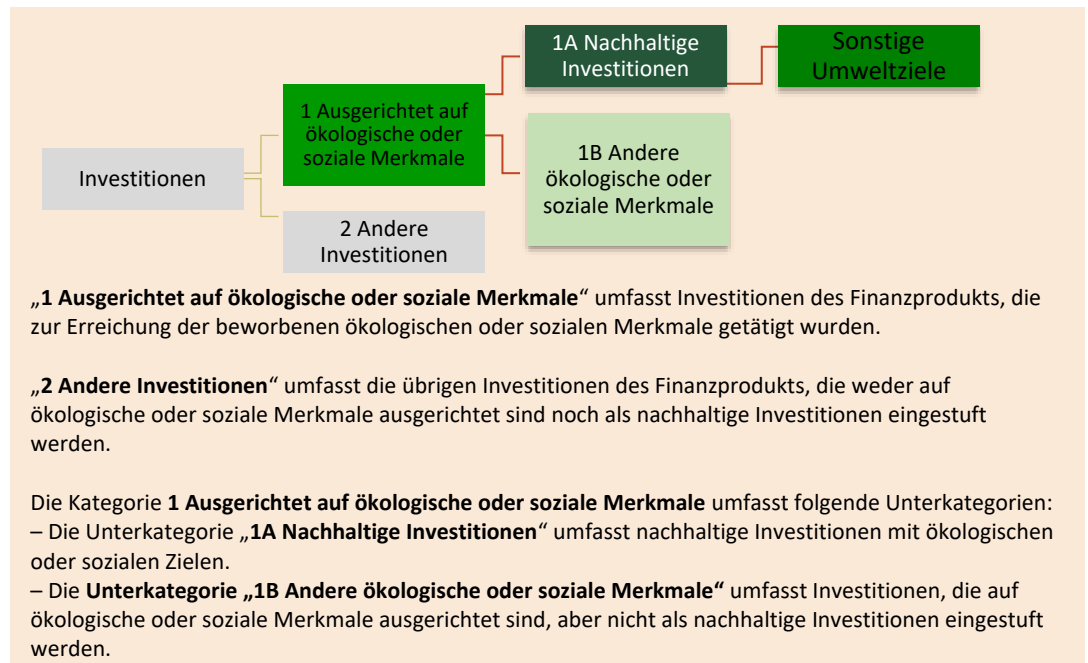 1A Nachhaltige
Investitionen
Sonstige
Umweltziele
1 Ausgerichtet auf
ökologische oder
soziale Merkmale
1B Andere
ökologische oder
soziale Merkmale
Investitionen
2 Andere
Investitionen
„1 Ausgerichtet auf ökologische oder soziale Merkmale“ umfasst Investitionen des Finanzprodukts, die
zur Erreichung der beworbenen ökologischen oder sozialen Merkmale getätigt wurden.
„2 Andere Investitionen“ umfasst die übrigen Investitionen des Finanzprodukts, die weder auf
ökologische oder soziale Merkmale ausgerichtet sind noch als nachhaltige Investitionen eingestuft
werden.
Die Kategorie 1 Ausgerichtet auf ökologische oder soziale Merkmale umfasst folgende Unterkategorien:
– Die Unterkategorie „1A Nachhaltige Investitionen“ umfasst nachhaltige Investitionen mit ökologischen
oder sozialen Zielen.
– Die Unterkategorie „1B Andere ökologische oder soziale Merkmale“ umfasst Investitionen, die auf
ökologische oder soziale Merkmale ausgerichtet sind, aber nicht als nachhaltige Investitionen eingestuft
werden.